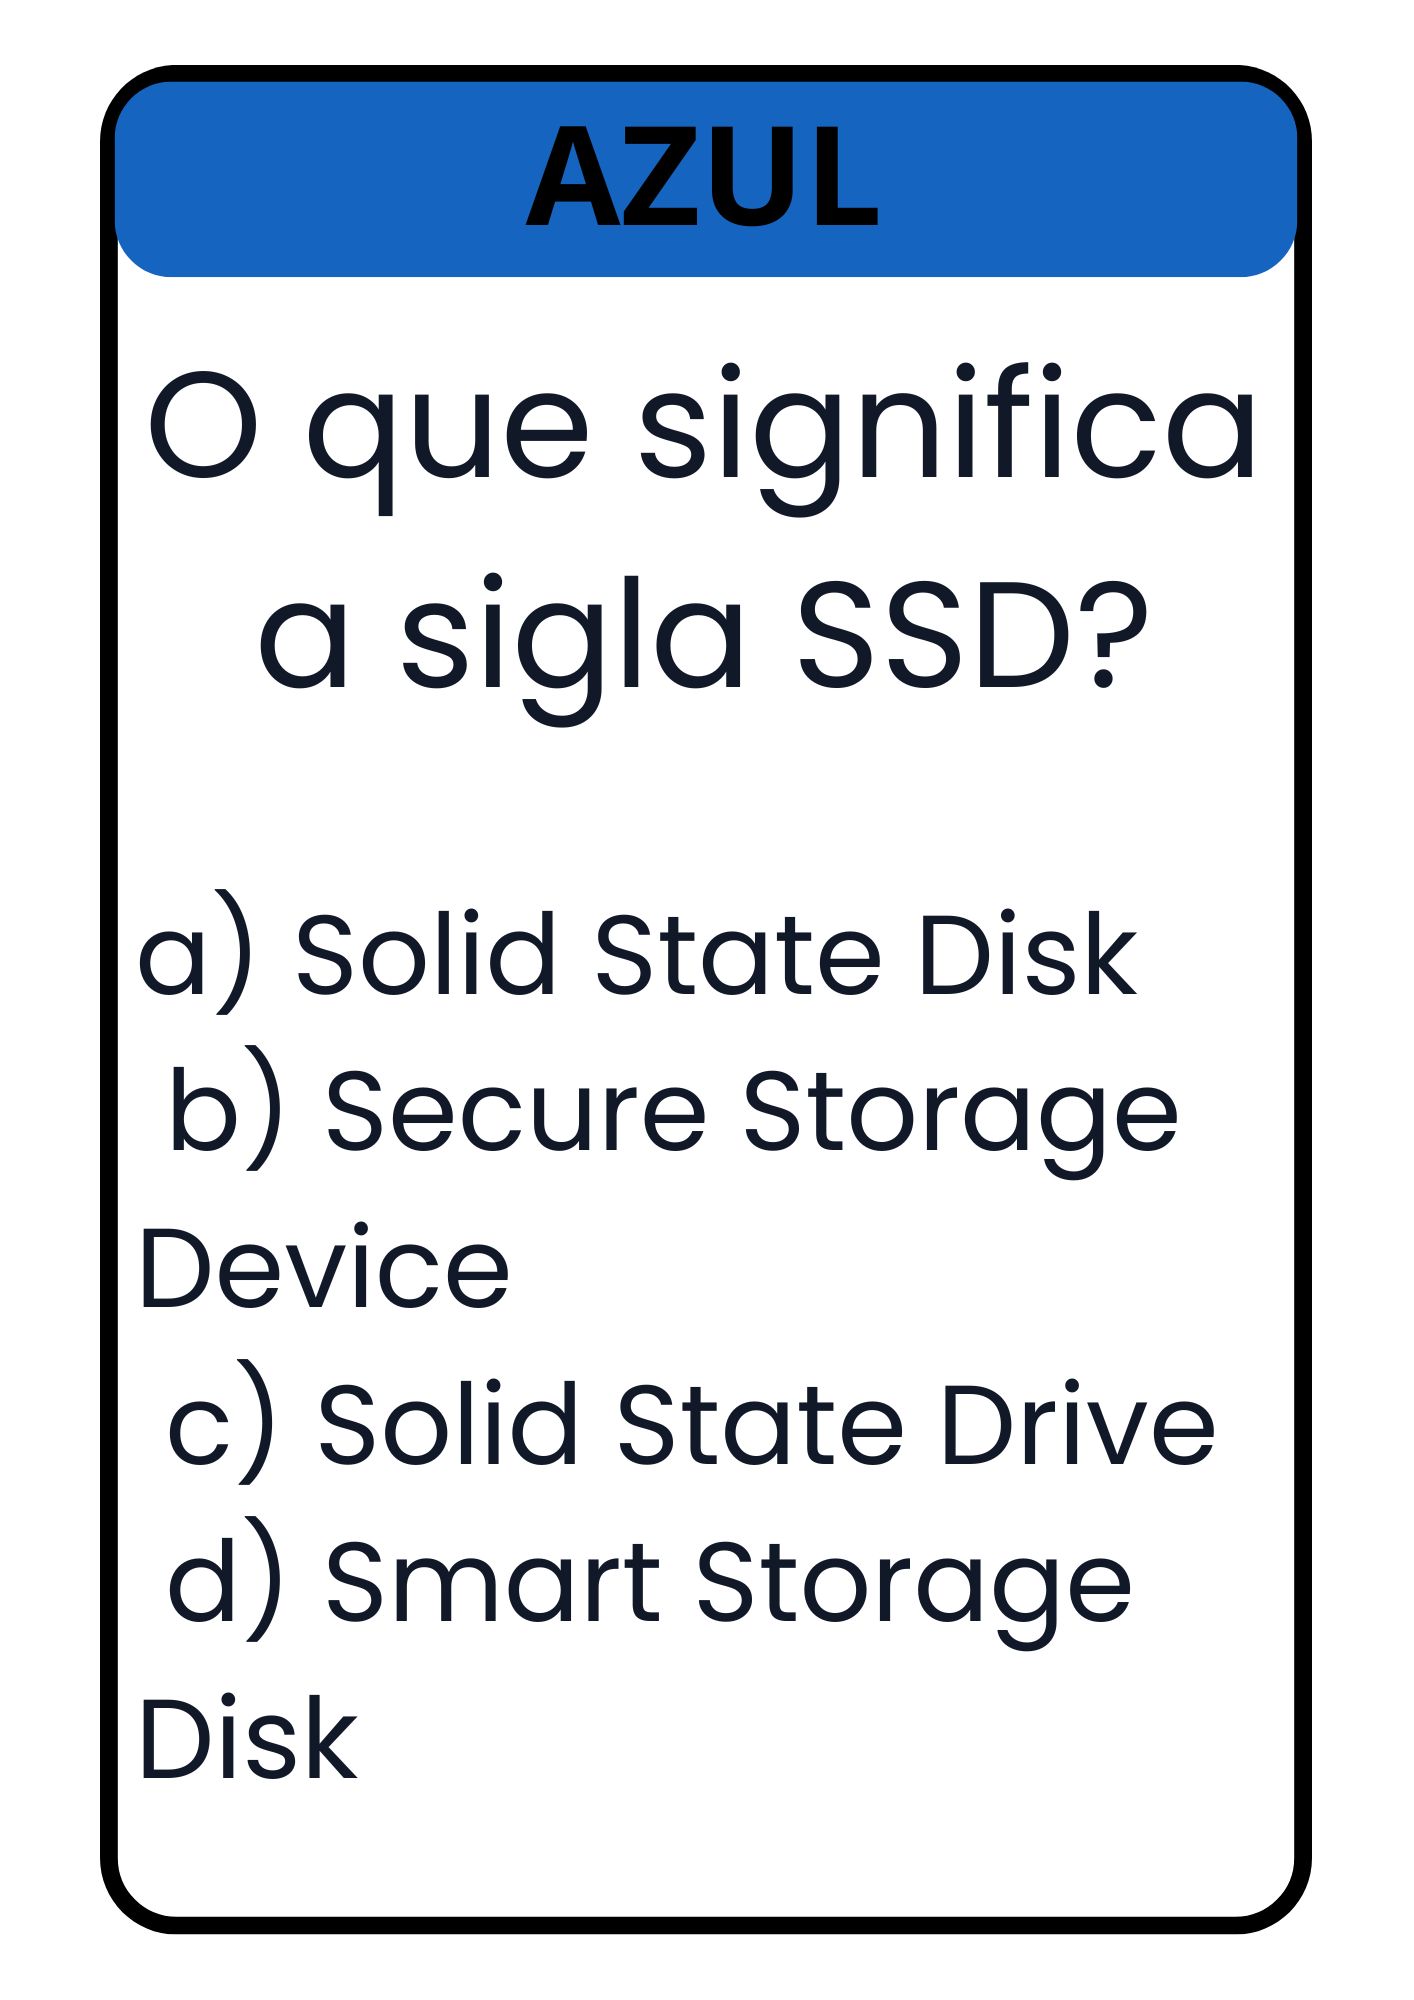 AZUL
O que significa
a sigla SSD?
a) Solid State Disk
b) Secure Storage
Device
c) Solid State Drive
d) Smart Storage
Disk